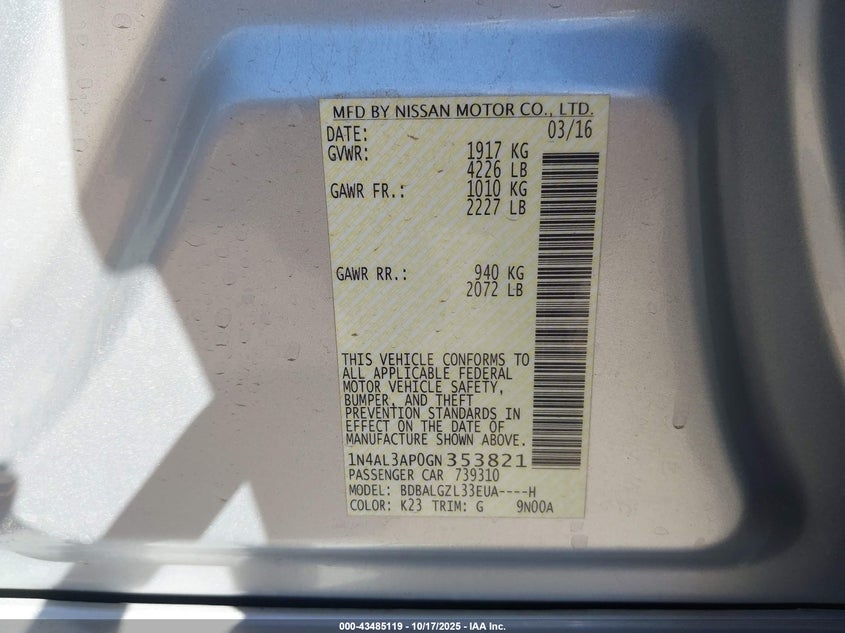 MFD BY NISSAN MOTOR CO., LTD.
DATE: 03/16
GVWR: 1917 KG
4226 LB
GAWR FR.: 1010 KG
2227 LB
GAWR RR.: 940 KG
2072 LB
THIS VEHICLE CONFORMS TO
ALL APPLICABLE FEDERAL
MOTOR VEHICLE SAFETY,
BUMPER, AND THEFT
PREVENTION STANDARDS IN
EFFECT ON THE DATE OF
MANUFACTURE SHOWN ABOVE.
1N4AL3AP0GN353821
PASSENGER CAR 739310
MODEL: BDBALGZL33EUA----H
COLOR: K23 TRIM: G 9N00A
000-43485119 - 10/17/2025 - IAA Inc.